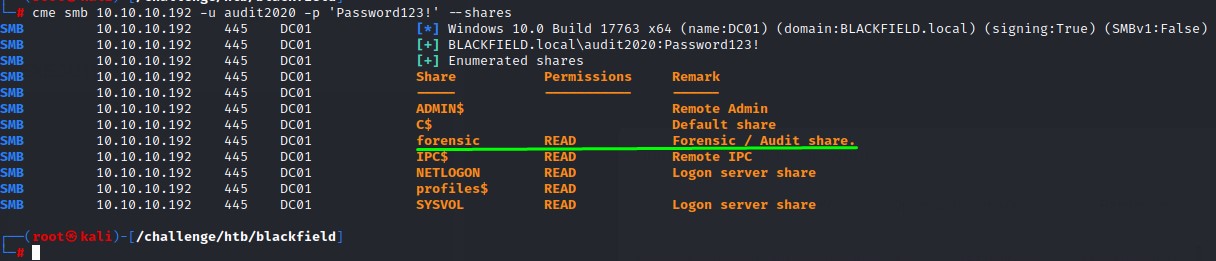 └─# cme smb 10.10.10.192 -u audit2020 -p 'Password123!' --shares
SMB 10.10.10.192 445 DC01 [*] Windows 10.0 Build 17763 x64 (name:DC01) (domain:BLACKFIELD.local) (signing:True) (SMBv1:False)
SMB 10.10.10.192 445 DC01 [+] BLACKFIELD.local\audit2020:Password123!
SMB 10.10.10.192 445 DC01 [+] Enumerated shares
SMB 10.10.10.192 445 DC01 Share Permissions Remark
SMB 10.10.10.192 445 DC01 ----- ----------- ------
SMB 10.10.10.192 445 DC01 ADMIN$ Remote Admin
SMB 10.10.10.192 445 DC01 C$ Default share
SMB 10.10.10.192 445 DC01 forensic READ Forensic / Audit share.
SMB 10.10.10.192 445 DC01 IPC$ READ Remote IPC
SMB 10.10.10.192 445 DC01 NETLOGON READ Logon server share
SMB 10.10.10.192 445 DC01 profiles$ READ
SMB 10.10.10.192 445 DC01 SYSVOL READ Logon server share
┌──(root㉿kali)-[/challenge/htb/blackfield]
└─#